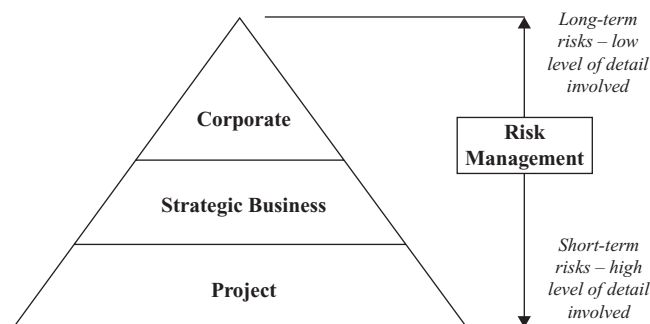 Corporate
Strategic Business
Project
Long-term
risks – low
level of detail
involved
Risk
Management
Short-term
risks – high
level of detail
involved